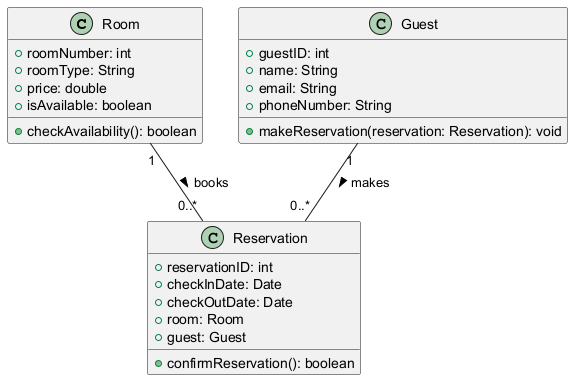 C Room
+ roomNumber: int
+ roomType: String
+ price: double
+ isAvailable: boolean
+ checkAvailability(): boolean
C Guest
+ guestID: int
+ name: String
+ email: String
+ phoneNumber: String
+ makeReservation(reservation: Reservation): void
1
books
0..*
1
makes
0..*
C Reservation
+ reservationID: int
+ checkInDate: Date
+ checkOutDate: Date
+ room: Room
+ guest: Guest
+ confirmReservation(): boolean